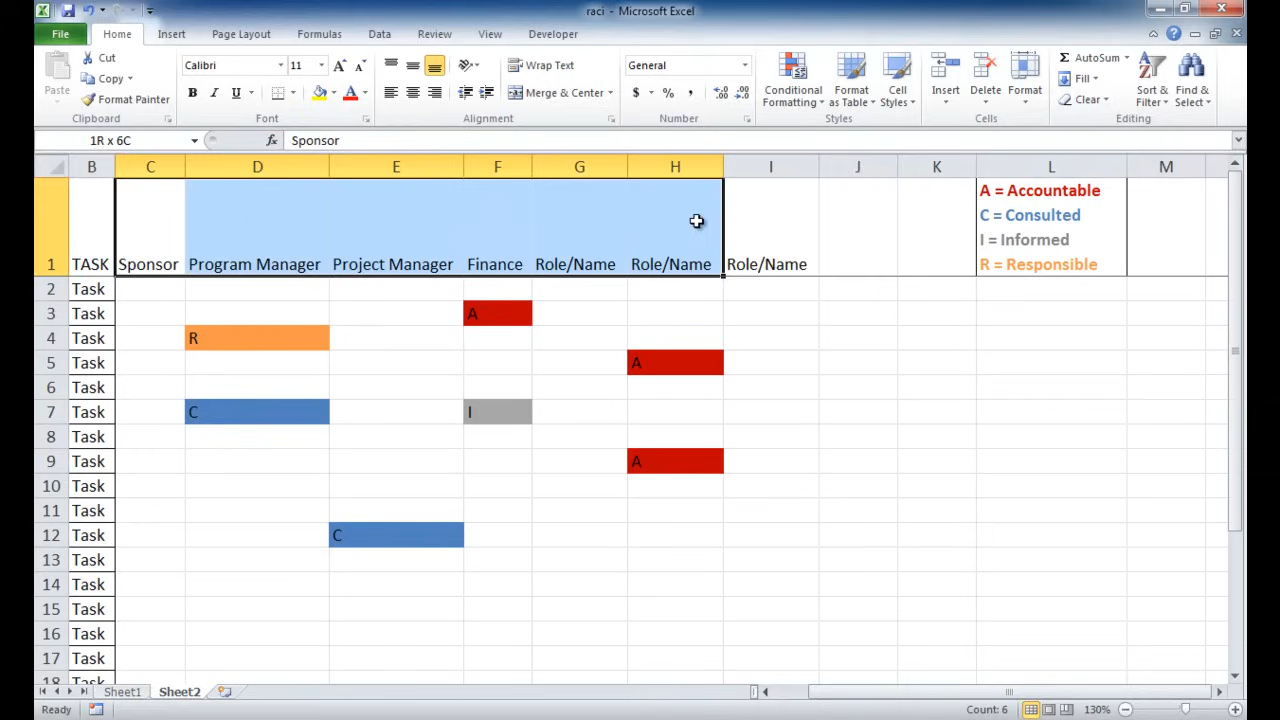 raci - Microsoft Excel
File Home Insert Page Layout Formulas Data Review View Developer
Paste
Cut
Copy
Format Painter
Clipboard
Calibri 11
B I U
Font
Wrap Text
Merge & Center
Alignment
General
$ % ,
Number
Conditional Formatting
Format as Table
Cell Styles
Styles
Insert
Delete
Format
Cells
AutoSum
Fill
Clear
Sort & Filter
Find & Select
Editing
1R x 6C fx Sponsor
B C D E F G H I J K L M
A = Accountable
C = Consulted
I = Informed
R = Responsible
1 TASK Sponsor Program Manager Project Manager Finance Role/Name Role/Name Role/Name
2 Task
3 Task A
4 Task R
5 Task A
6 Task
7 Task C I
8 Task
9 Task A
10 Task
11 Task
12 Task C
13 Task
14 Task
15 Task
16 Task
17 Task
18 Task
Sheet1 Sheet2
Ready Count: 6 130%